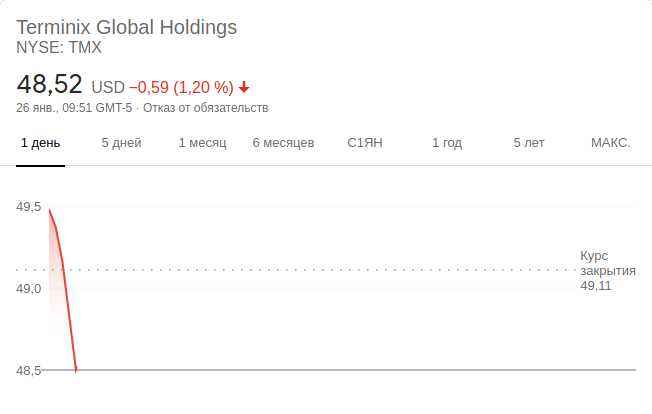 Terminix Global Holdings
NYSE: TMX
48,52 USD −0,59 (1,20 %)
26 янв., 09:51 GMT-5 · Отказ от обязательств
1 день 5 дней 1 месяц 6 месяцев С1ЯН 1 год 5 лет МАКС.
49,5
Курс
закрытия
49,11
49,0
48,5